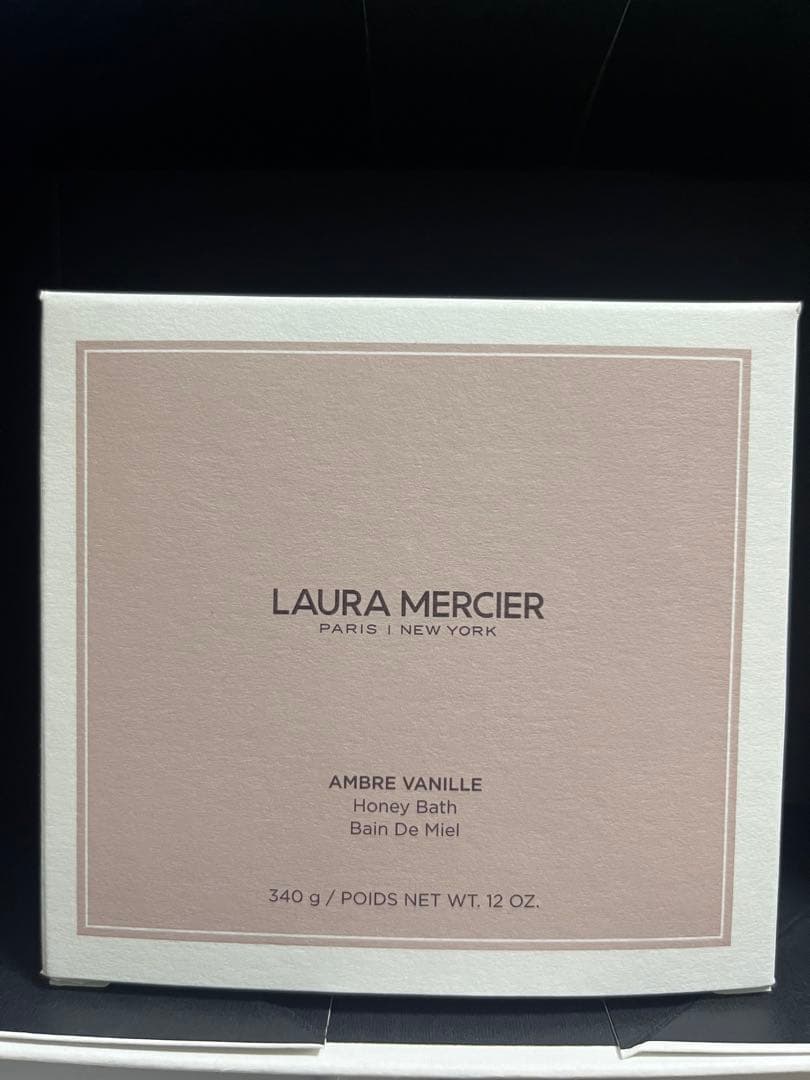 LAURA MERCIER
PARIS | NEW YORK
AMBRE VANILLE
Honey Bath
Bain De Miel
340 g / POIDS NET WT. 12 OZ.